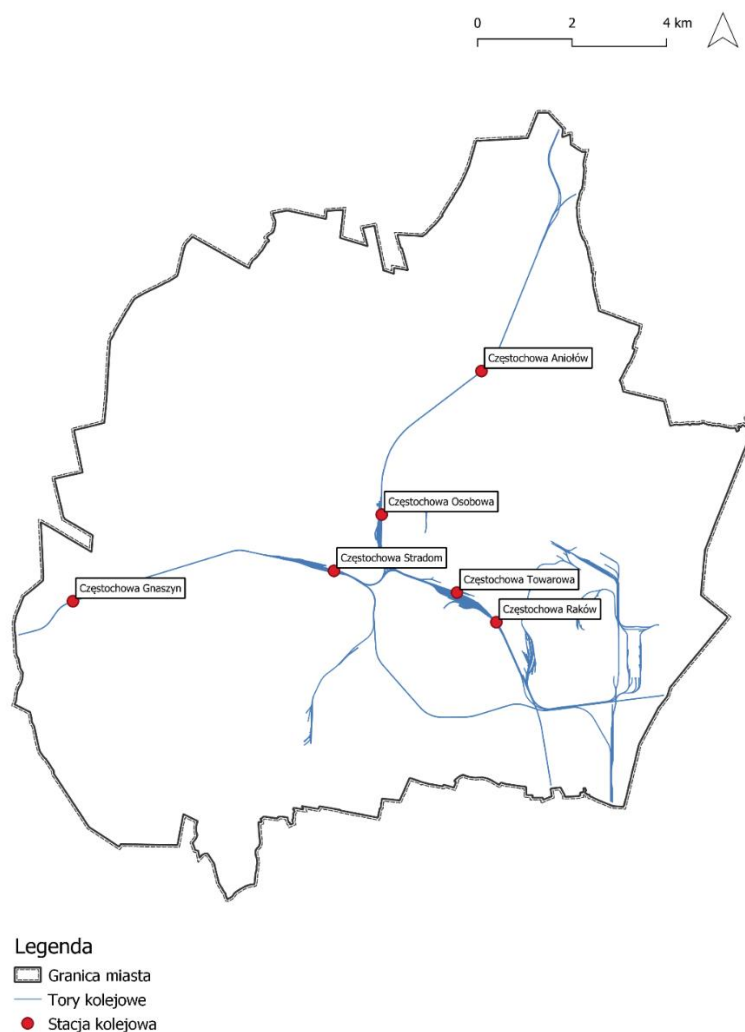 0 2 4 km
Częstochowa Aniołów
Częstochowa Osobowa
Częstochowa Stradom
Częstochowa Towarowa
Częstochowa Gnaszyn
Częstochowa Raków
Legenda
Granica miasta
Tory kolejowe
Stacja kolejowa